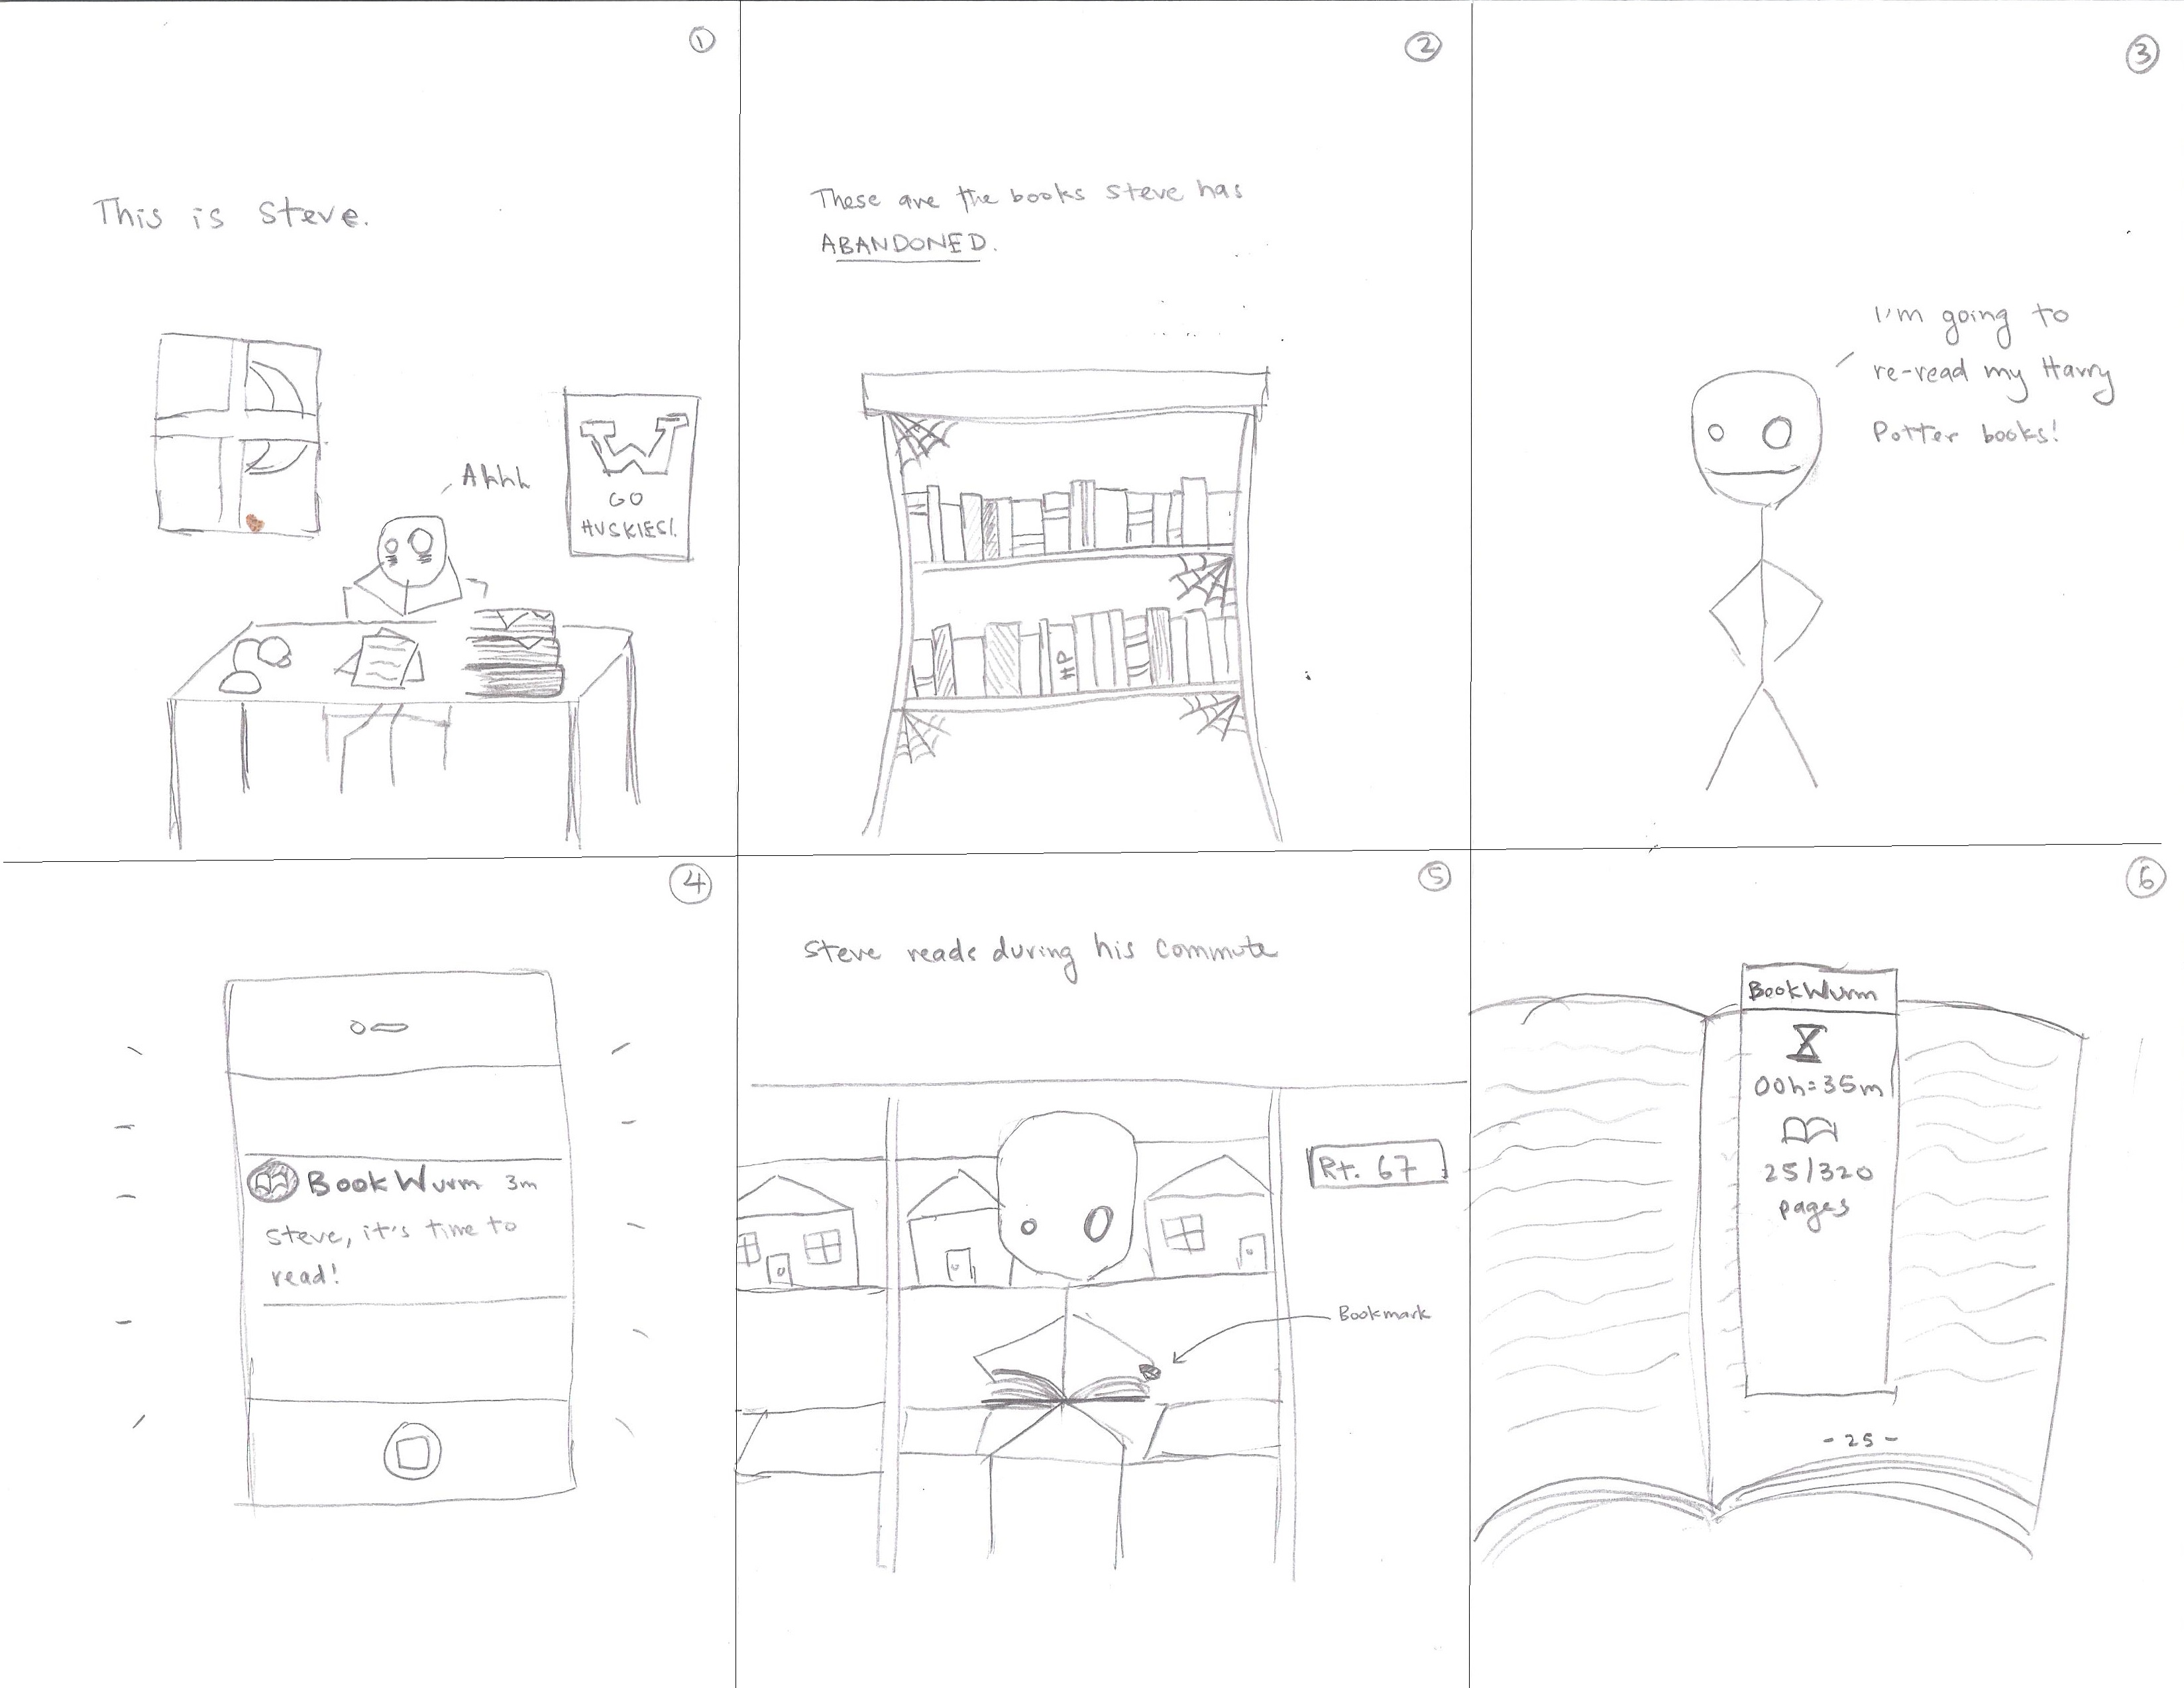 1
This is Steve.
Ahhh
W
GO
HUSKIES!
2
These are the books Steve has
ABANDONED.
HP
3
I'm going to
re-read my Harry
Potter books!
4
BookWurm 3m
Steve, it's time to
read!
5
Steve reads during his commute
Rt. 67
Bookmark
6
BookWurm
00h:35m
25/320
pages
- 25 -